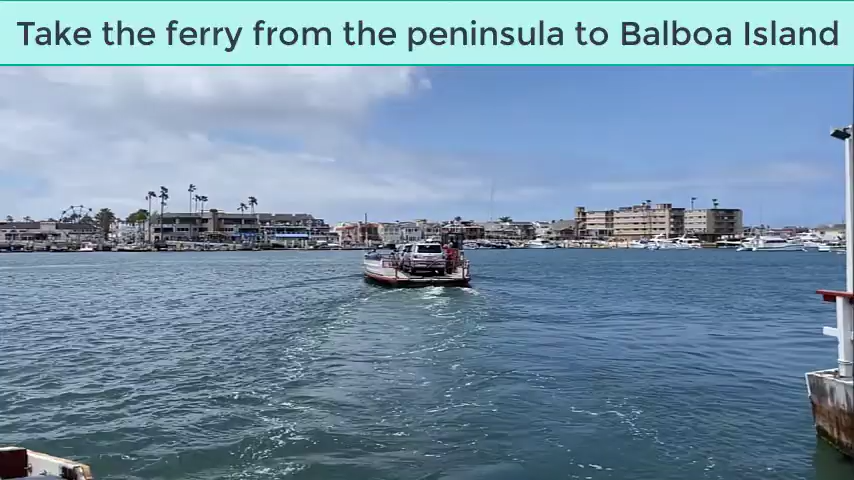 Take the ferry from the peninsula to Balboa Island